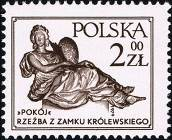 POLSKA
2 00
ZŁ
»POKÓJ«
RZEŹBA Z ZAMKU KRÓLEWSKIEGO